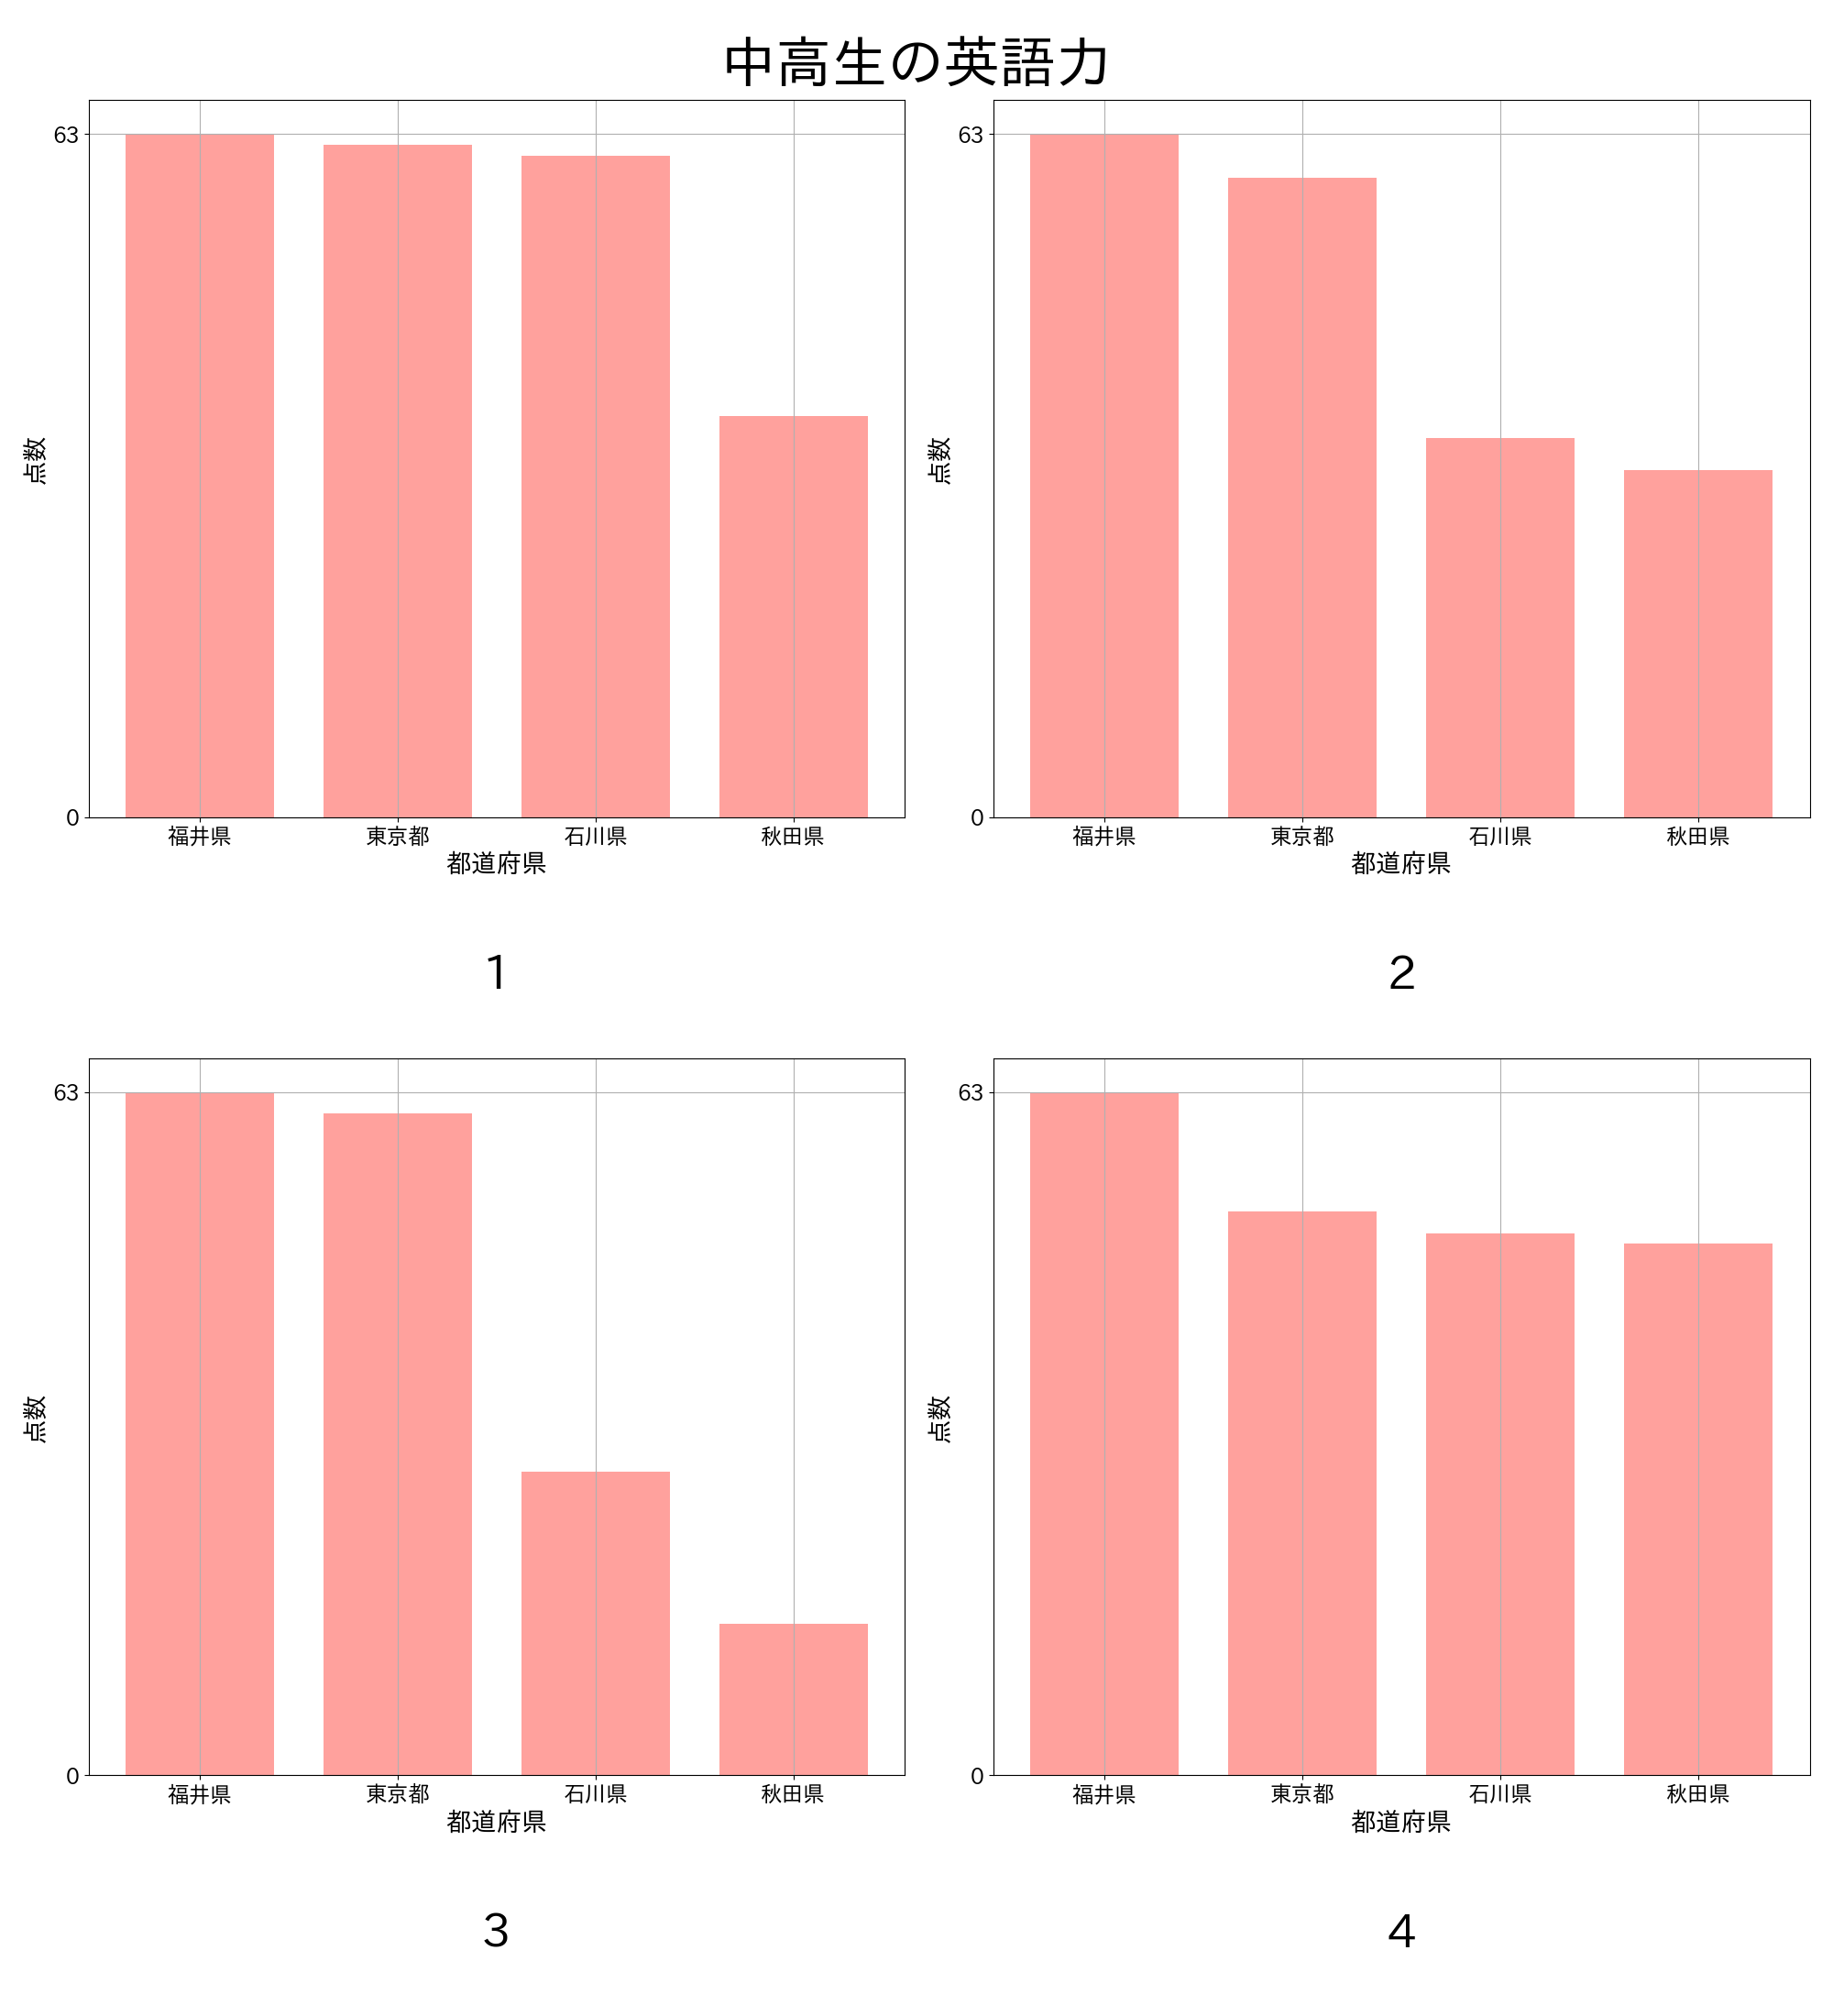 中高生の英語力
63
点数
0
福井県 東京都 石川県 秋田県
都道府県
1
63
点数
0
福井県 東京都 石川県 秋田県
都道府県
2
63
点数
0
福井県 東京都 石川県 秋田県
都道府県
3
63
点数
0
福井県 東京都 石川県 秋田県
都道府県
4